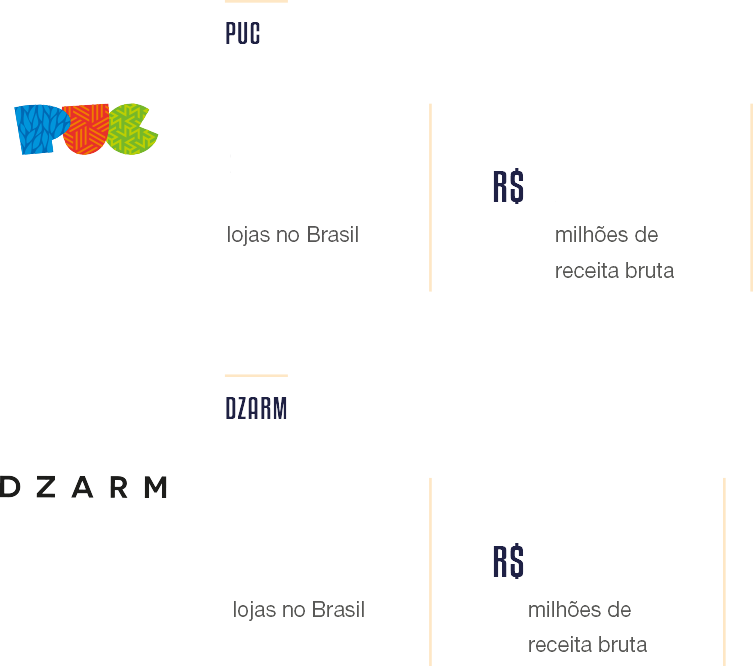 PUC
PUC
R$
lojas no Brasil
milhões de
receita bruta
DZARM
DZARM
R$
lojas no Brasil
milhões de
receita bruta